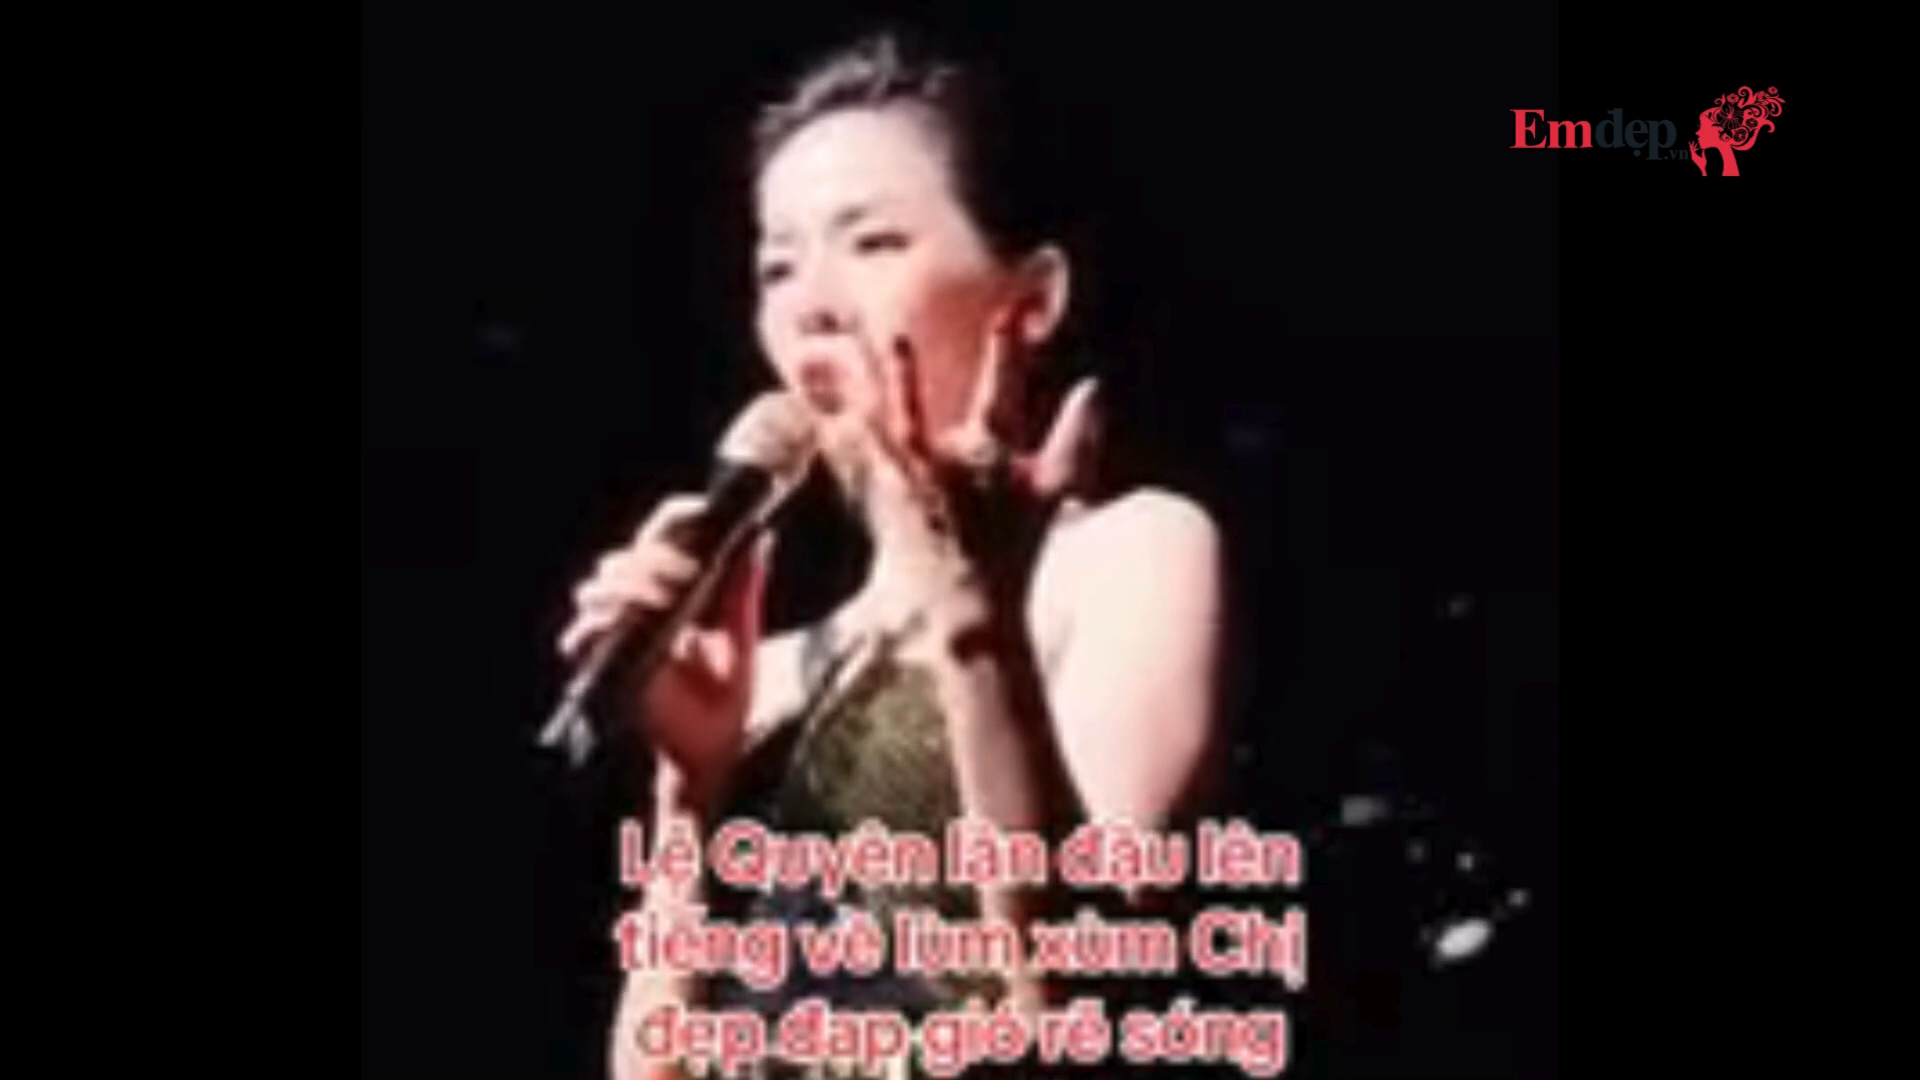 Emdẹp.vn
Lệ Quyên lần đầu lên
tiếng về lùm xùm Chị
đẹp đạp gió rẽ sóng